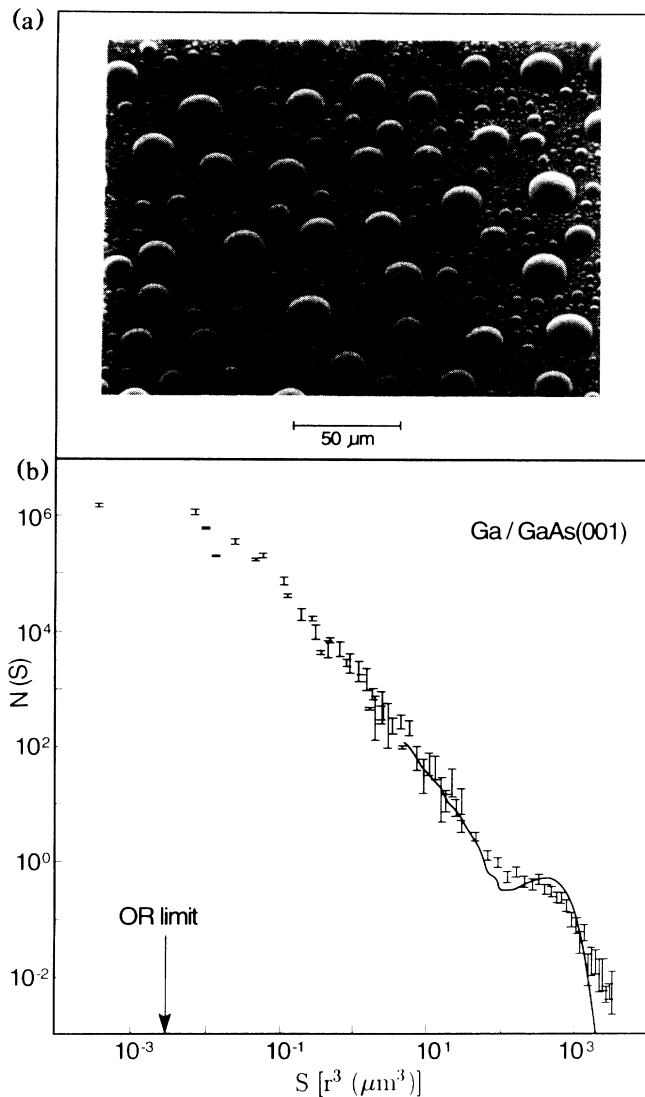 (a)
50 µm
(b)
Ga / GaAs(001)
10^6
10^4
10^2
10^0
10^-2
N(S)
OR limit
10^-3
10^-1
10^1
10^3
S [r^3 (µm^3)]